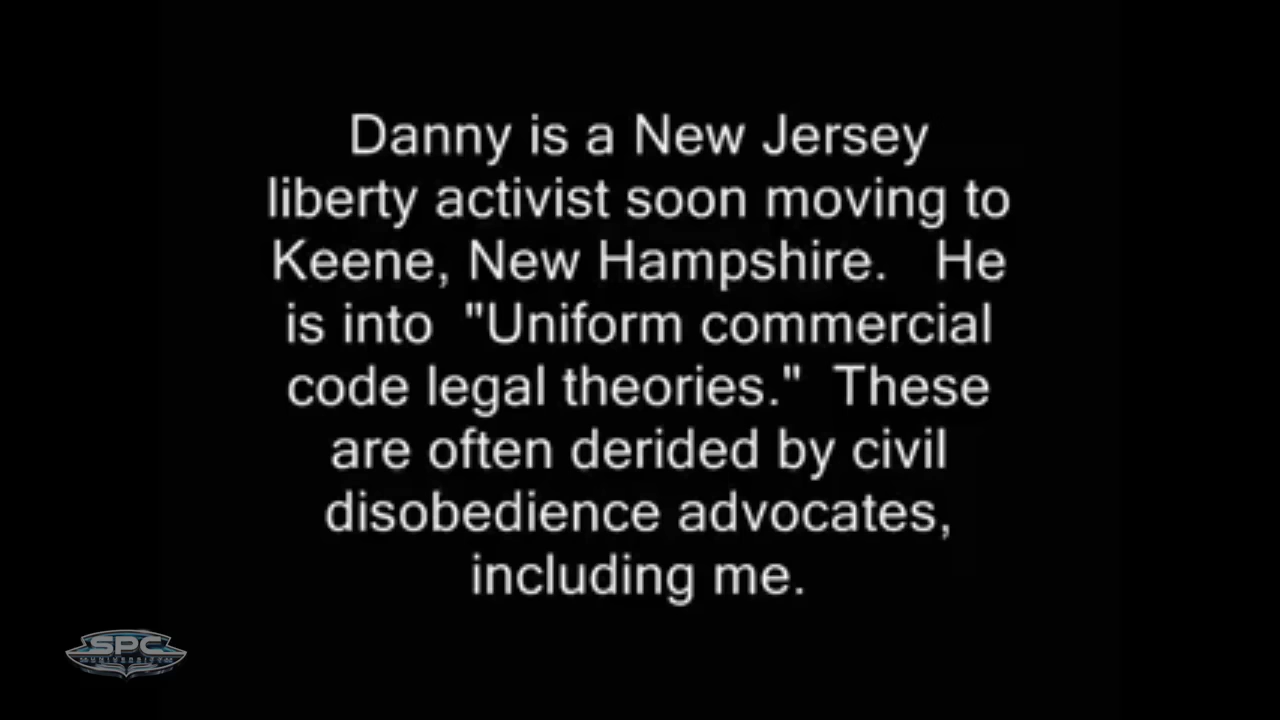 Danny is a New Jersey
liberty activist soon moving to
Keene, New Hampshire.   He
is into  "Uniform commercial
code legal theories."  These
are often derided by civil
disobedience advocates,
including me.
SPC
UNIVERSITY